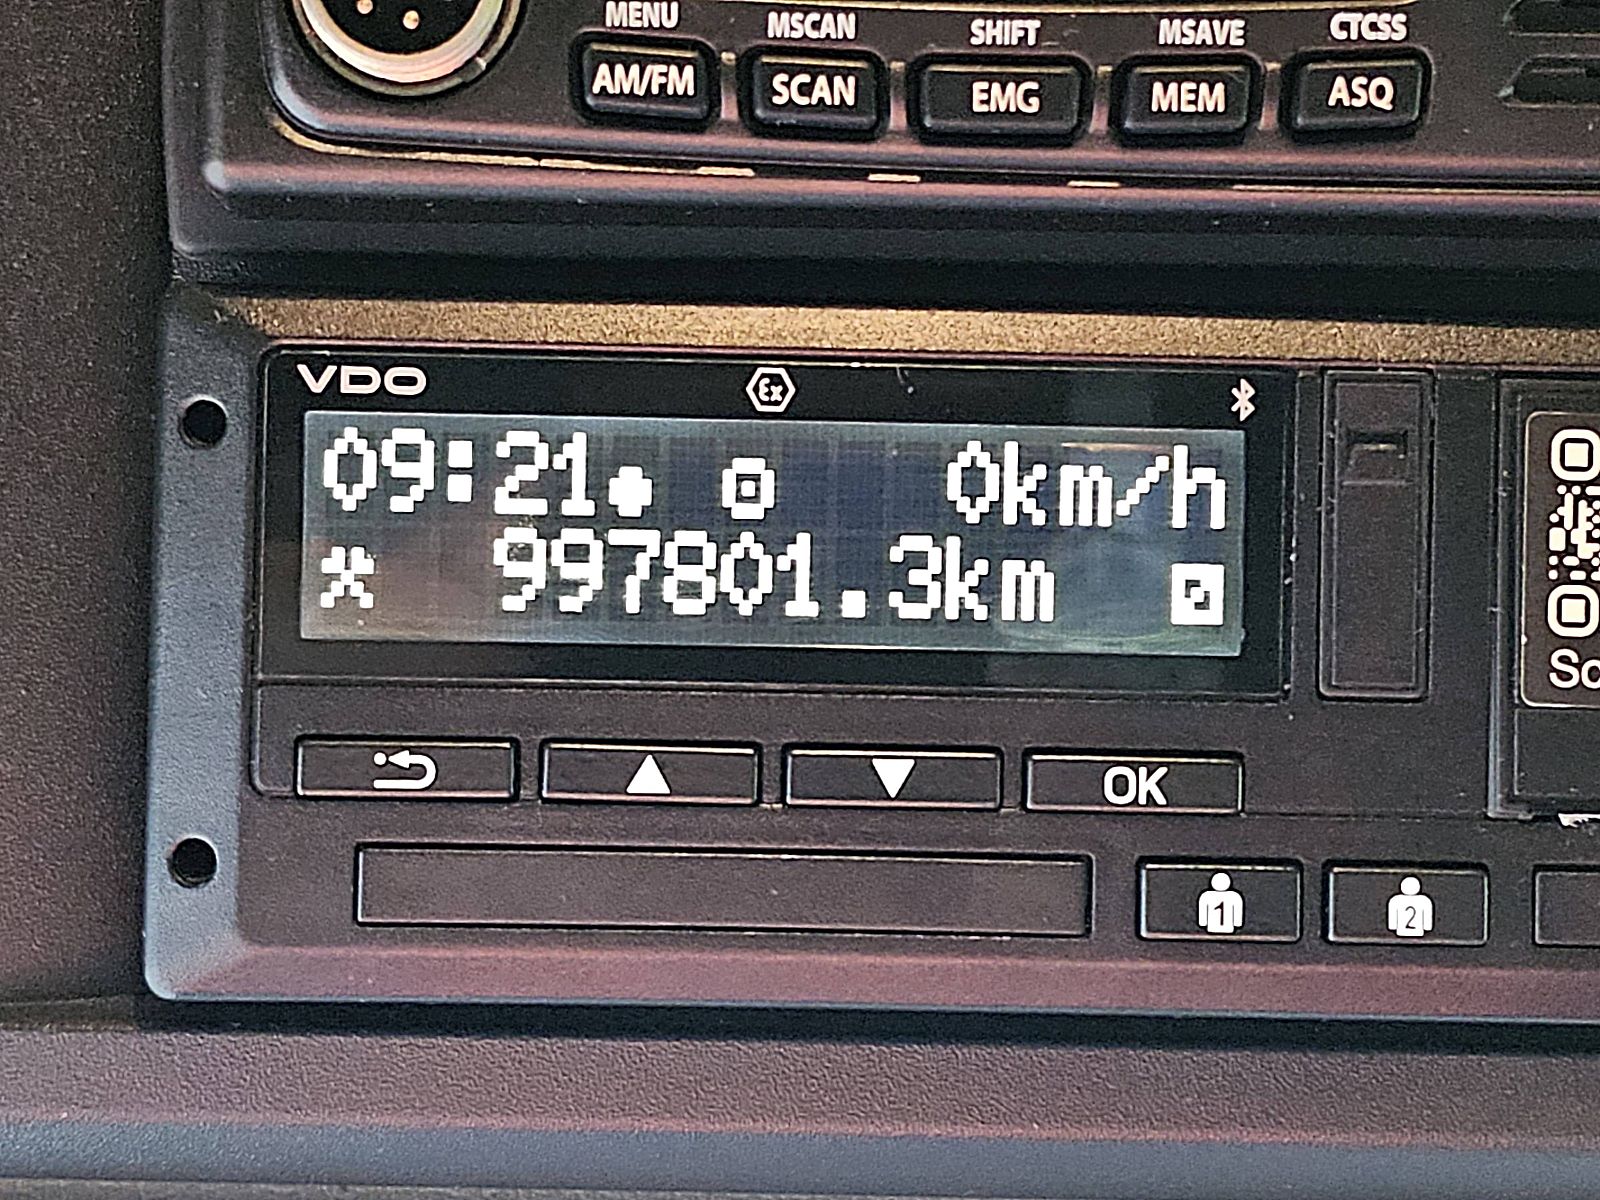 MENU MSCAN SHIFT MSAVE CTCSS
AM/FM SCAN EMG MEM ASQ
VDO Ex
09:21 0km/h
997801.3km
OK
1 2